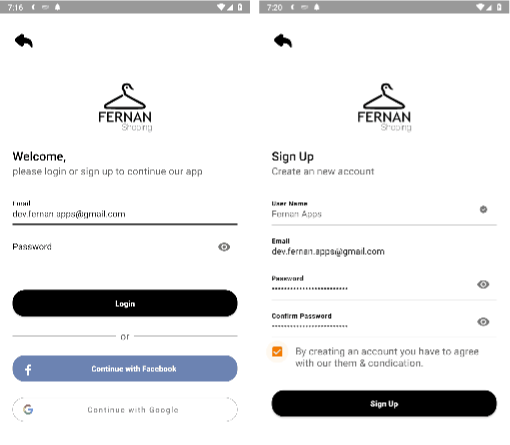 7:16
FERNAN
Shoping
Welcome,
please login or sign up to continue our app
Email
dev.fernan.apps@gmail.com
Password
Login
or
f
Continue with Facebook
G
Continue with Google
7:20
FERNAN
Shoping
Sign Up
Create an new account
User Name
Fernan Apps
Email
dev.fernan.apps@gmail.com
Password
Confirm Password
By creating an account you have to agree
with our them & condication.
Sign Up